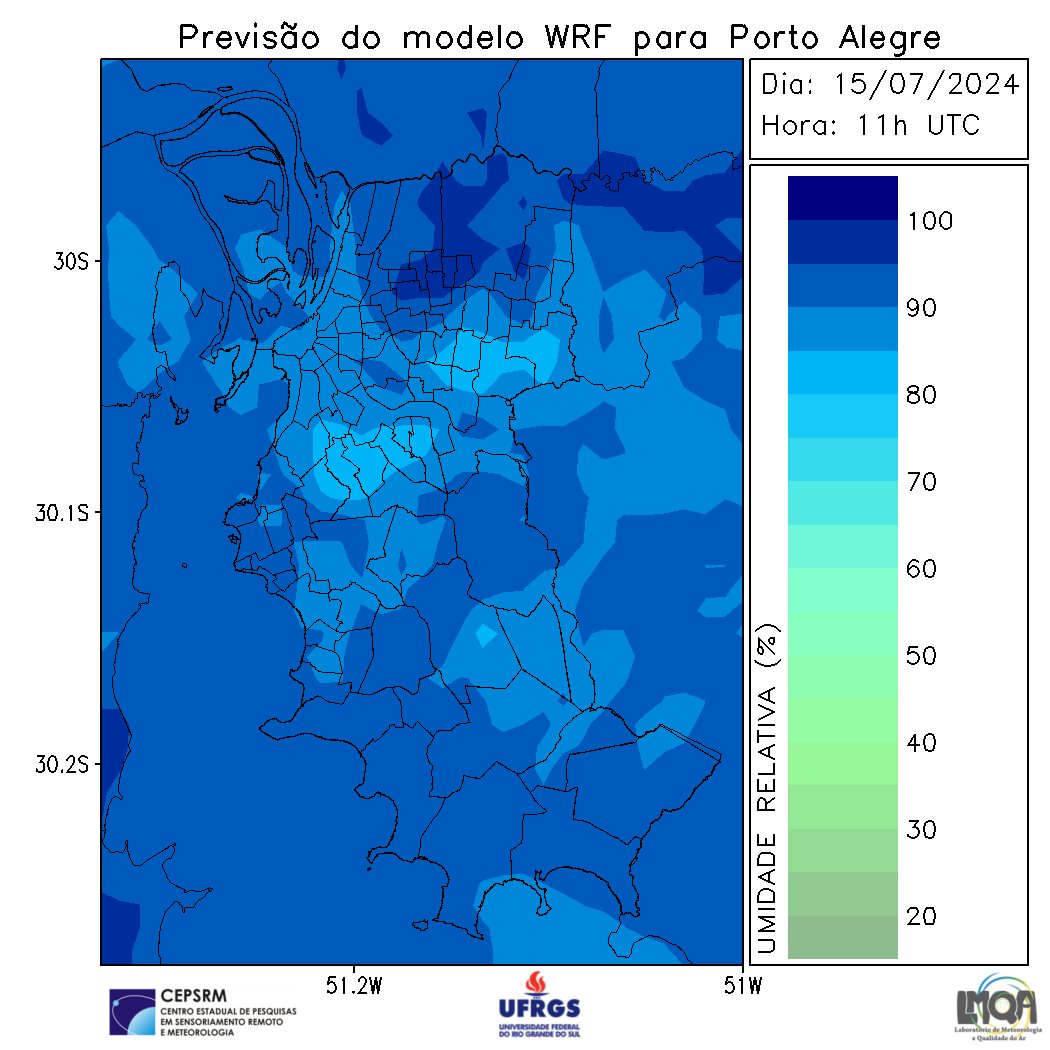 Previsão do modelo WRF para Porto Alegre
Dia: 15/07/2024
Hora: 11h UTC
30S
30.1S
30.2S
51.2W
51W
100
90
80
70
60
50
40
30
20
UMIDADE RELATIVA (%)
CEPSRM
CENTRO ESTADUAL DE PESQUISAS
EM SENSORIAMENTO REMOTO
E METEOROLOGIA
UFRGS
UNIVERSIDADE FEDERAL
DO RIO GRANDE DO SUL
LMQA
Laboratório de Meteorologia
e Qualidade do Ar